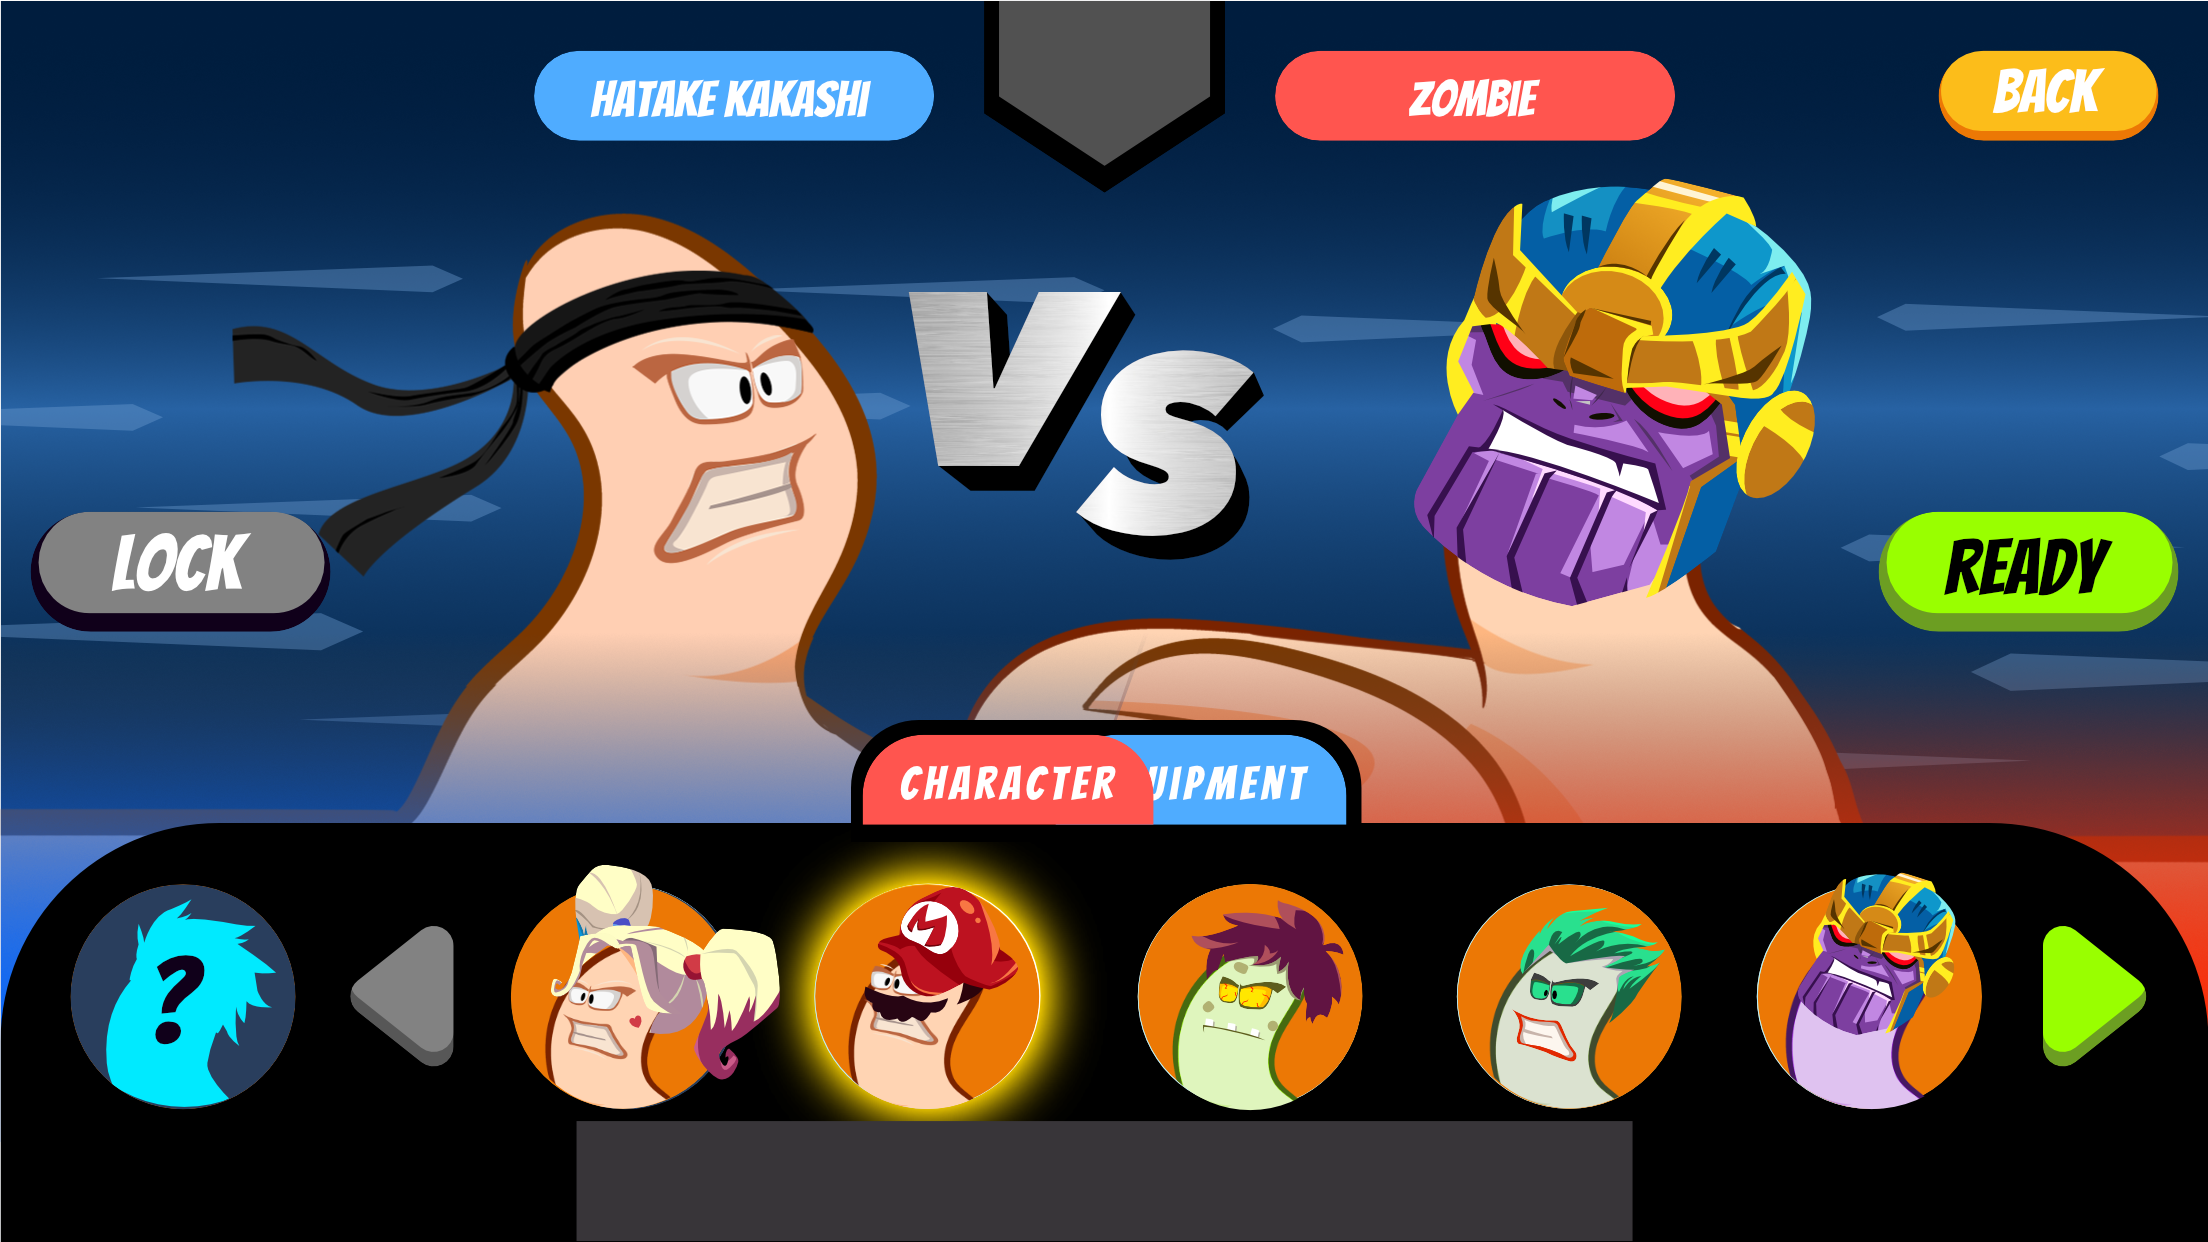 HATAKE KAKASHI
ZOMBIE
BACK
VS
LOCK
READY
CHARACTER
UIPMENT
?
M